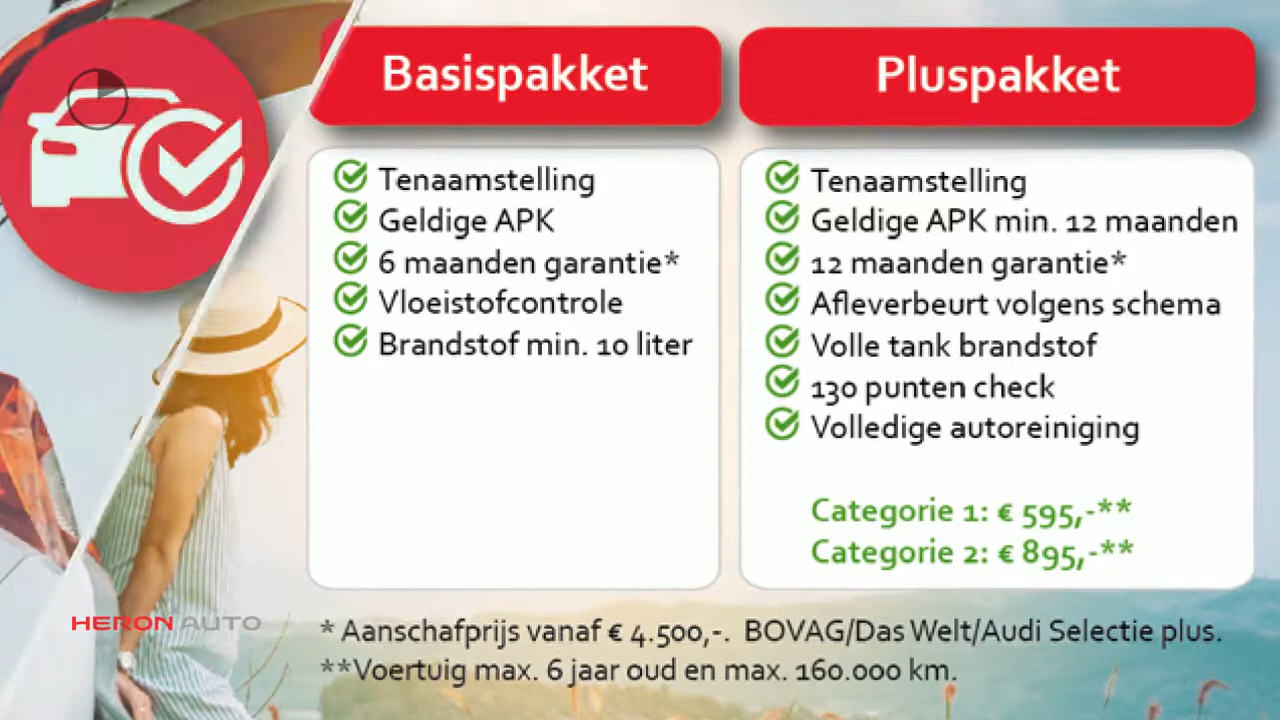 Basispakket
Tenaamstelling
Geldige APK
6 maanden garantie*
Vloeistofcontrole
Brandstof min. 10 liter
Pluspakket
Tenaamstelling
Geldige APK min. 12 maanden
12 maanden garantie*
Afleverbeurt volgens schema
Volle tank brandstof
130 punten check
Volledige autoreiniging
Categorie 1: € 595,-**
Categorie 2: € 895,-**
HERON AUTO
* Aanschafprijs vanaf € 4.500,-. BOVAG/Das Welt/Audi Selectie plus.
**Voertuig max. 6 jaar oud en max. 160.000 km.